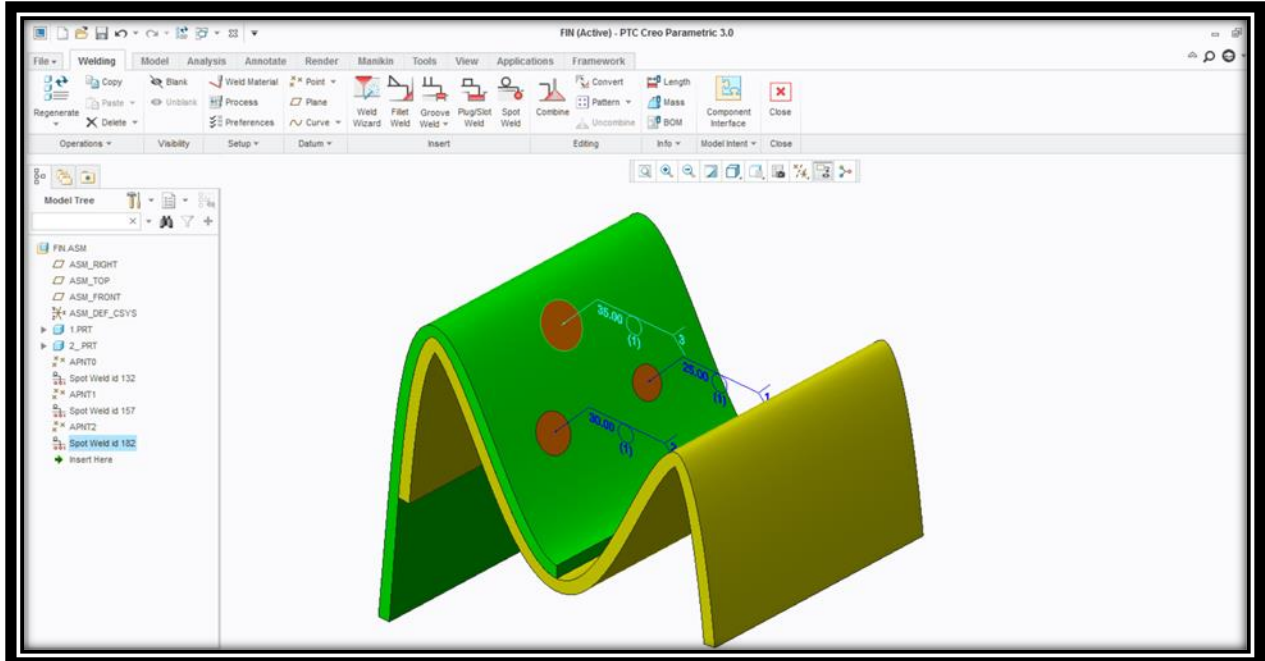 FIN (Active) - PTC Creo Parametric 3.0
File Welding Model Analysis Annotate Render Manikin Tools View Applications Framework
Regenerate
Copy
Paste
Delete
Operations
Blank
Unblank
Visibility
Weld Material
Process
Preferences
Setup
Point
Plane
Curve
Datum
Weld Wizard
Fillet Weld
Groove Weld
Plug/Slot Weld
Spot Weld
Insert
Combine
Convert
Pattern
Uncombine
Editing
Length
Mass
BOM
Info
Component Interface
Model Intent
Close
Close
Model Tree
FIN.ASM
ASM_RIGHT
ASM_TOP
ASM_FRONT
ASM_DEF_CSYS
1.PRT
2_.PRT
APNT0
Spot Weld id 132
APNT1
Spot Weld id 157
APNT2
Spot Weld id 182
Insert Here
35.00
(1)
3
25.00
(1)
1
30.00
(1)
2